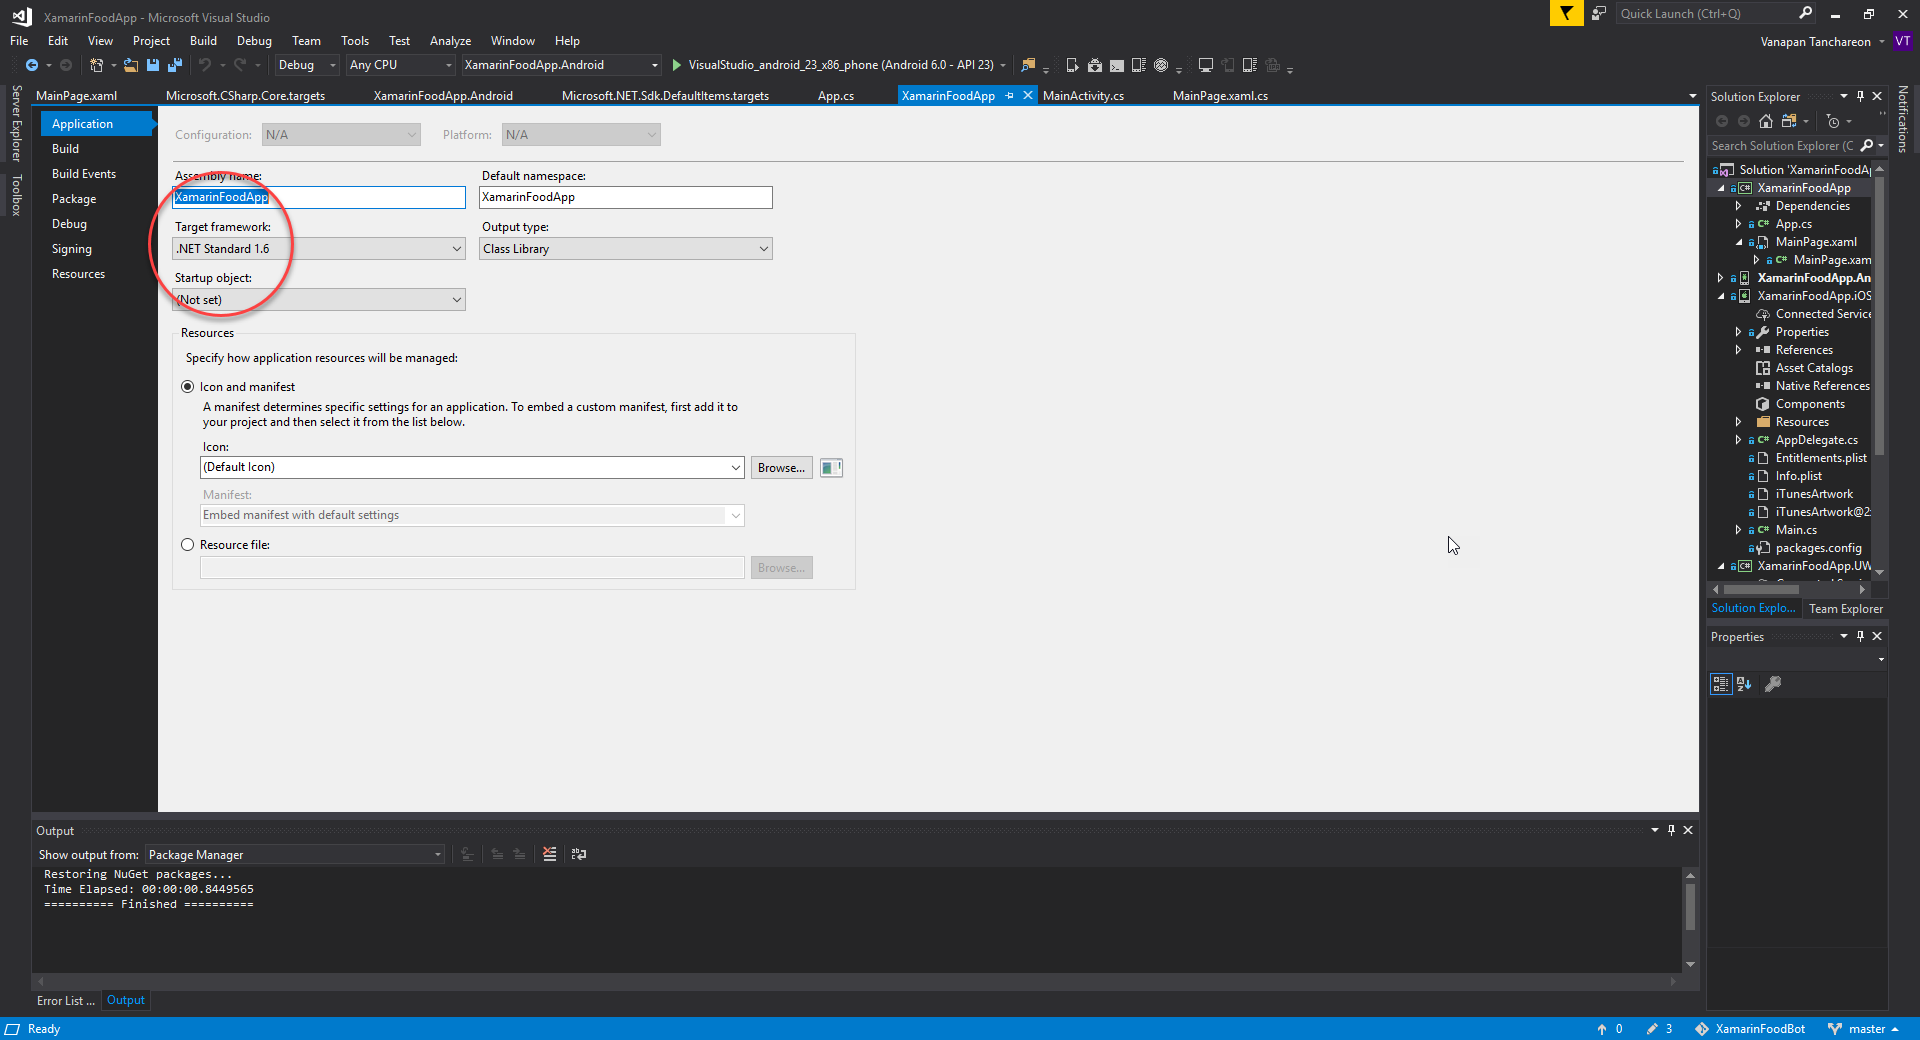 XamarinFoodApp - Microsoft Visual Studio
Quick Launch (Ctrl+Q)
File Edit View Project Build Debug Team Tools Test Analyze Window Help
Vanapan Tanchareon VT
Debug Any CPU XamarinFoodApp.Android VisualStudio_android_23_x86_phone (Android 6.0 - API 23)
Server Explorer
Toolbox
Notifications
MainPage.xaml Microsoft.CSharp.Core.targets XamarinFoodApp.Android Microsoft.NET.Sdk.DefaultItems.targets App.cs XamarinFoodApp MainActivity.cs MainPage.xaml.cs
Application
Build
Build Events
Package
Debug
Signing
Resources
Configuration: N/A Platform: N/A
Assembly name: Default namespace:
XamarinFoodApp XamarinFoodApp
Target framework: Output type:
.NET Standard 1.6 Class Library
Startup object:
(Not set)
Resources
Specify how application resources will be managed:
Icon and manifest
A manifest determines specific settings for an application. To embed a custom manifest, first add it to
your project and then select it from the list below.
Icon:
(Default Icon) Browse...
Manifest:
Embed manifest with default settings
Resource file:
Browse...
Solution Explorer
Search Solution Explorer (C
Solution 'XamarinFoodAp
XamarinFoodApp
Dependencies
App.cs
MainPage.xaml
MainPage.xam
XamarinFoodApp.An
XamarinFoodApp.iOS
Connected Service
Properties
References
Asset Catalogs
Native References
Components
Resources
AppDelegate.cs
Entitlements.plist
Info.plist
iTunesArtwork
iTunesArtwork@2
Main.cs
packages.config
XamarinFoodApp.UW
Solution Explo... Team Explorer
Properties
Output
Show output from: Package Manager
Restoring NuGet packages...
Time Elapsed: 00:00:00.8449565
========== Finished ==========
Error List ... Output
Ready 0 3 XamarinFoodBot master